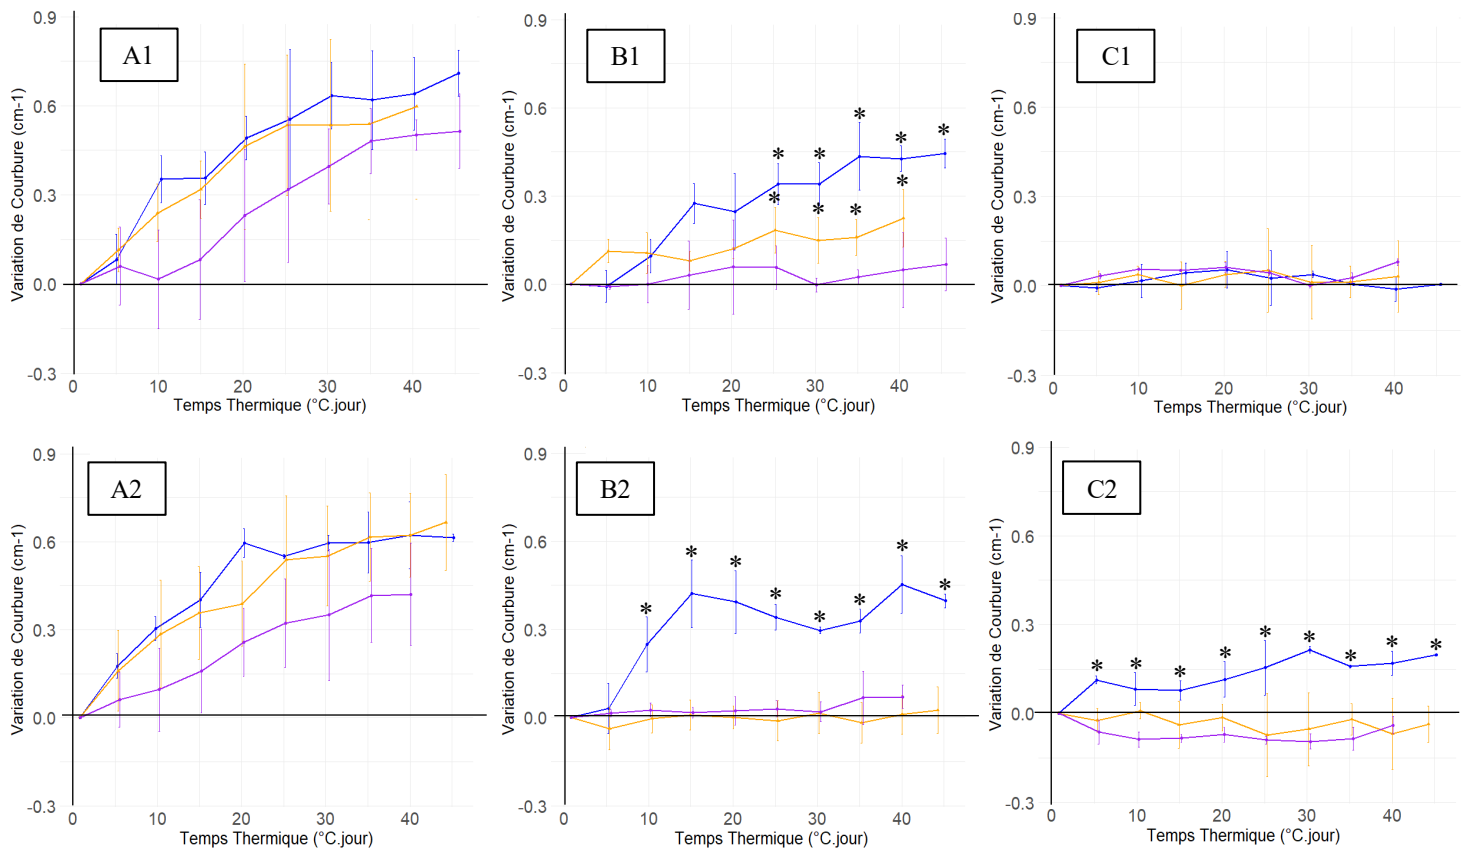 A1
0.9
0.6
0.3
0.0
-0.3
Variation de Courbure (cm-1)
0 10 20 30 40
Temps Thermique (°C.jour)
B1
0.9
0.6
0.3
0.0
-0.3
Variation de Courbure (cm-1)
* * * * *
* * * *
0 10 20 30 40
Temps Thermique (°C.jour)
C1
0.9
0.6
0.3
0.0
-0.3
Variation de Courbure (cm-1)
0 10 20 30 40
Temps Thermique (°C.jour)
A2
0.9
0.6
0.3
0.0
-0.3
Variation de Courbure (cm-1)
0 10 20 30 40
Temps Thermique (°C.jour)
B2
0.9
0.6
0.3
0.0
-0.3
Variation de Courbure (cm-1)
* * * * * * * *
0 10 20 30 40
Temps Thermique (°C.jour)
C2
0.9
0.6
0.3
0.0
-0.3
Variation de Courbure (cm-1)
* * * * * * * * *
0 10 20 30 40
Temps Thermique (°C.jour)